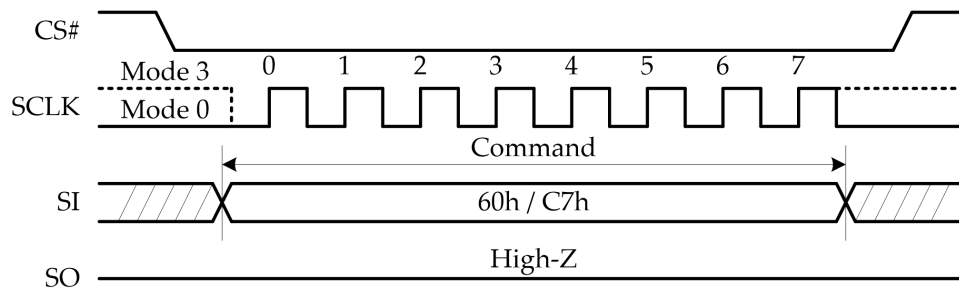 CS#
Mode 3
0 1 2 3 4 5 6 7
SCLK
Mode 0
Command
SI
60h / C7h
High-Z
SO